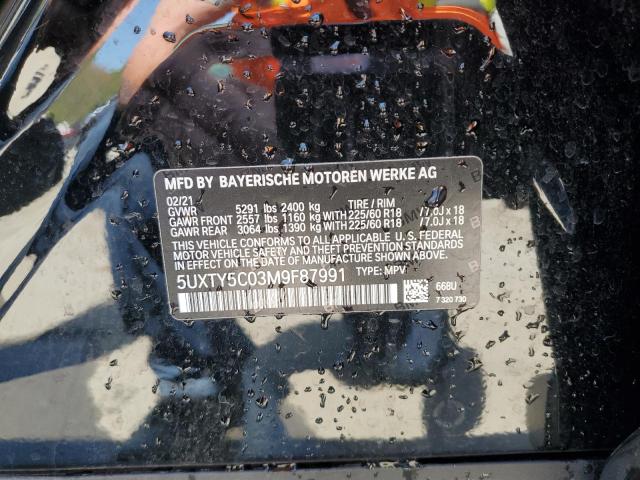 MFD BY BAYERISCHE MOTOREN WERKE AG
02/21
GVWR 5291 lbs 2400 kg TIRE / RIM
GAWR FRONT 2557 lbs 1160 kg WITH 225/60 R18 /7.0J x 18
GAWR REAR 3064 lbs 1390 kg WITH 225/60 R18 /7.0J x 18
THIS VEHICLE CONFORMS TO ALL APPLICABLE U. S. FEDERAL
MOTOR VEHICLE SAFETY AND THEFT PREVENTION STANDARDS
IN EFFECT ON THE DATE OF MANUFACTURE SHOWN ABOVE.
5UXTY5C03M9F87991 TYPE: MPV
668U
7 320 730